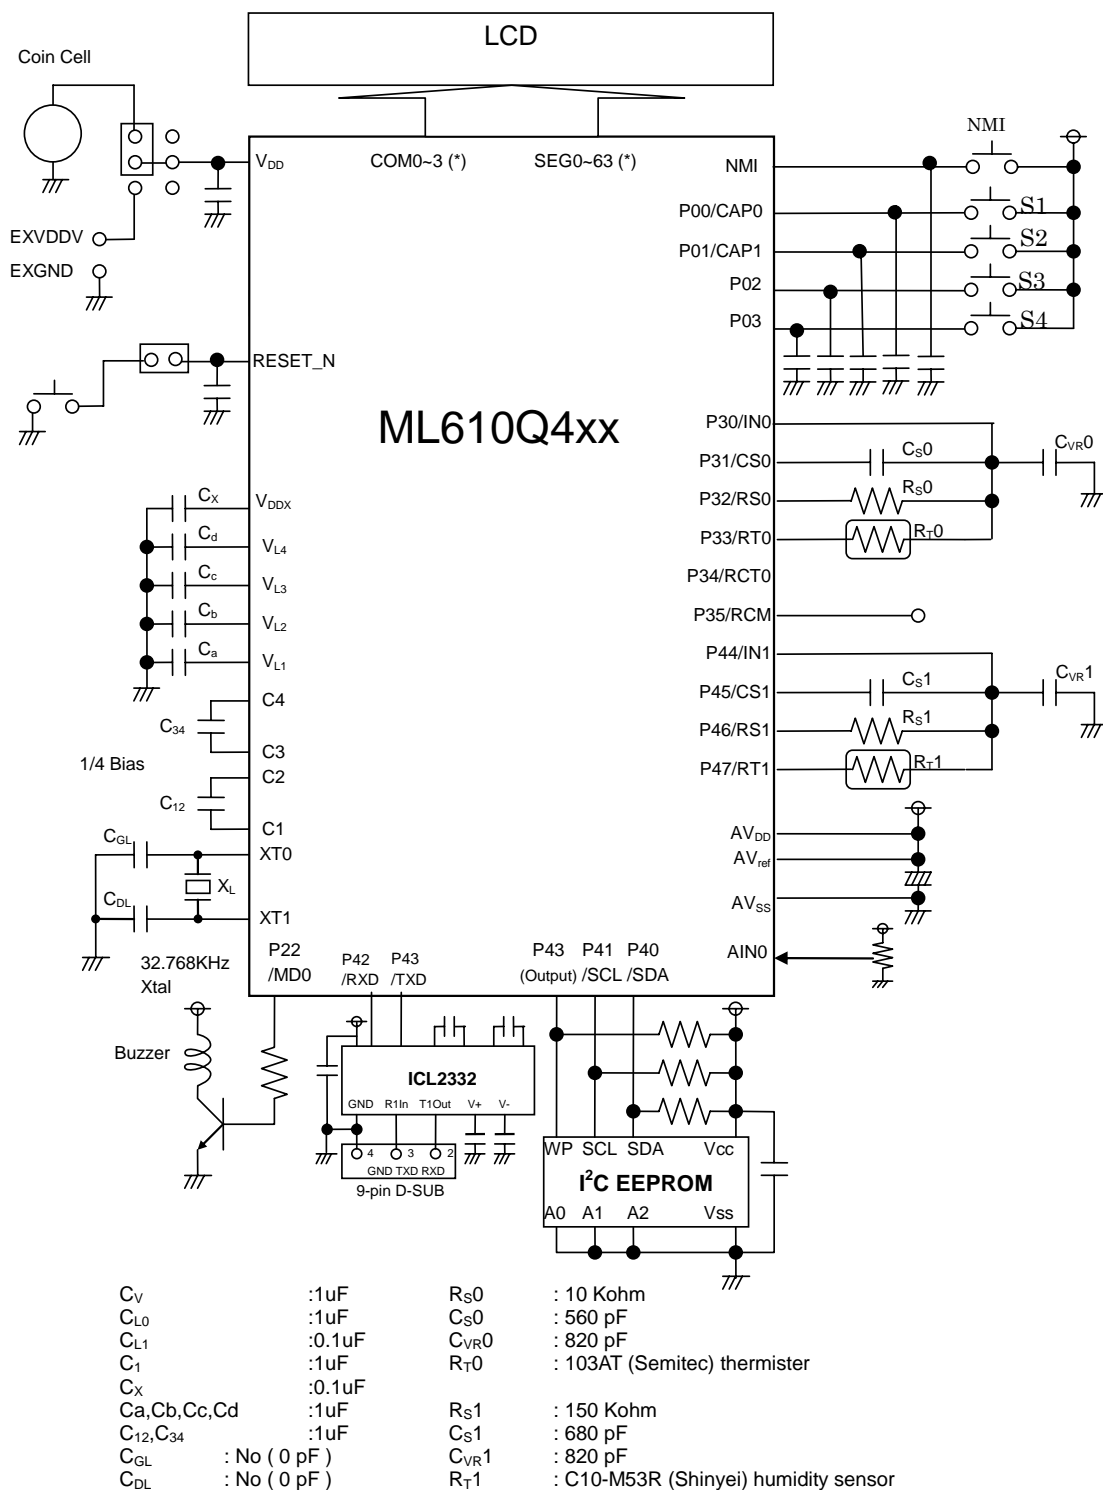 LCD
Coin Cell
VDD
COM0~3 (*)
SEG0~63 (*)
NMI
NMI
P00/CAP0
S1
EXVDDV
P01/CAP1
S2
EXGND
P02
S3
P03
S4
RESET_N
ML610Q4xx
P30/IN0
P31/CS0
CS0
CVR0
P32/RS0
RS0
P33/RT0
RT0
P34/RCT0
P35/RCM
CX
VDDX
Cd
VL4
Cc
VL3
Cb
VL2
Ca
VL1
P44/IN1
P45/CS1
CS1
CVR1
P46/RS1
RS1
P47/RT1
RT1
C4
C34
C3
1/4 Bias
C2
C12
C1
CGL
XT0
XL
CDL
XT1
AVDD
AVref
AVSS
AIN0
32.768KHz
Xtal
P22
/MD0
P42
/RXD
P43
/TXD
P43
(Output)
P41
/SCL
P40
/SDA
Buzzer
ICL2332
GND R1In T1Out V+ V-
4 3 2
GND TXD RXD
9-pin D-SUB
WP SCL SDA Vcc
I2C EEPROM
A0 A1 A2 Vss
CV :1uF RS0 : 10 Kohm
CL0 :1uF CS0 : 560 pF
CL1 :0.1uF CVR0 : 820 pF
C1 :1uF RT0 : 103AT (Semitec) thermister
CX :0.1uF
Ca,Cb,Cc,Cd :1uF RS1 : 150 Kohm
C12,C34 :1uF CS1 : 680 pF
CGL : No ( 0 pF ) CVR1 : 820 pF
CDL : No ( 0 pF ) RT1 : C10-M53R (Shinyei) humidity sensor